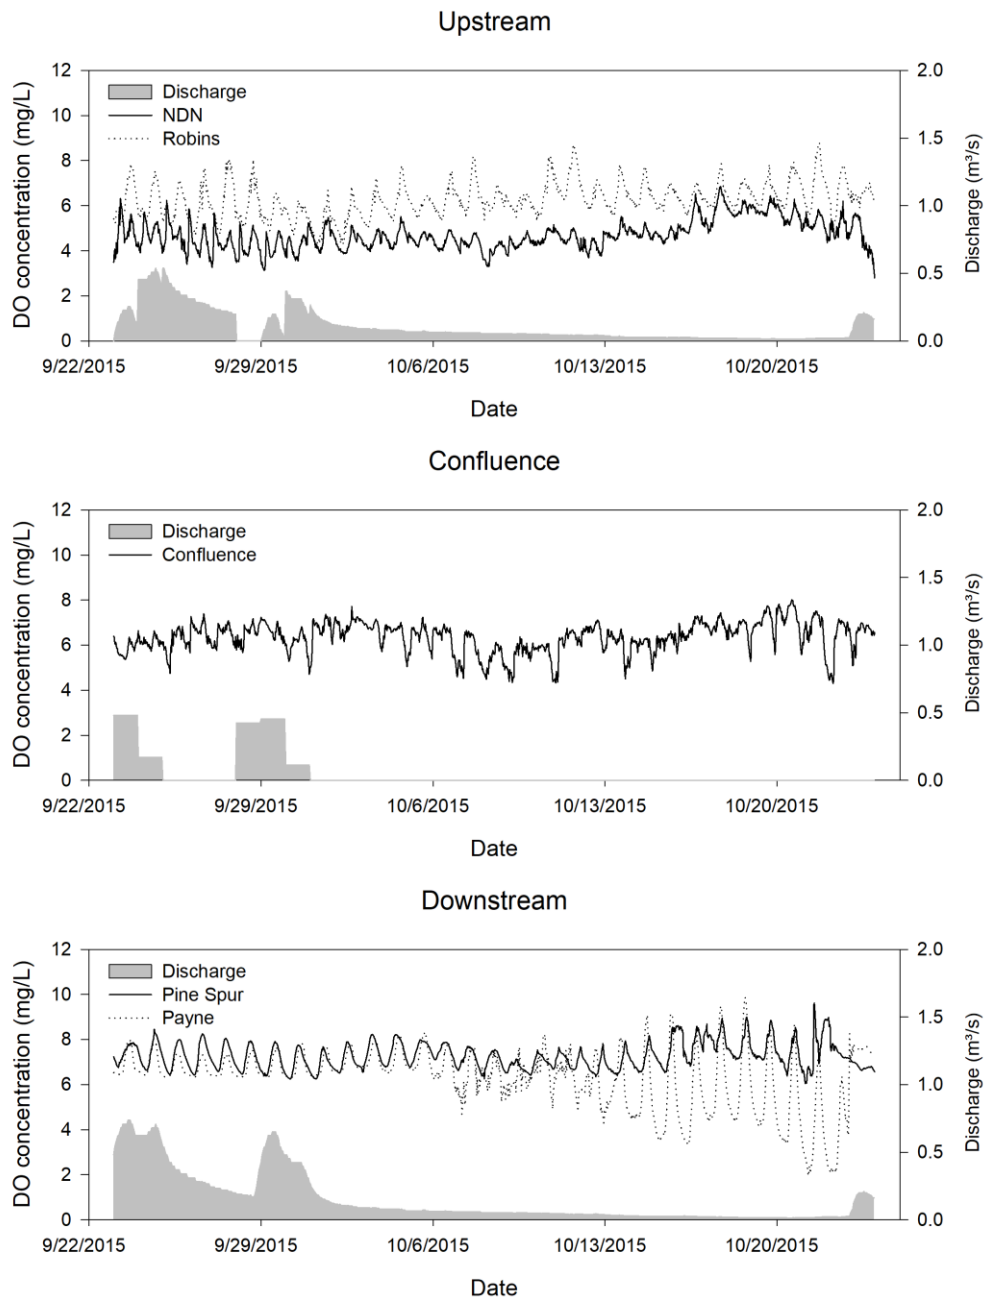 Upstream
12
10
8
6
4
2
0
DO concentration (mg/L)
Discharge
NDN
Robins
2.0
1.5
1.0
0.5
0.0
Discharge (m³/s)
9/22/2015 9/29/2015 10/6/2015 10/13/2015 10/20/2015
Date
Confluence
12
10
8
6
4
2
0
DO concentration (mg/L)
Discharge
Confluence
2.0
1.5
1.0
0.5
0.0
Discharge (m³/s)
9/22/2015 9/29/2015 10/6/2015 10/13/2015 10/20/2015
Date
Downstream
12
10
8
6
4
2
0
DO concentration (mg/L)
Discharge
Pine Spur
Payne
2.0
1.5
1.0
0.5
0.0
Discharge (m³/s)
9/22/2015 9/29/2015 10/6/2015 10/13/2015 10/20/2015
Date